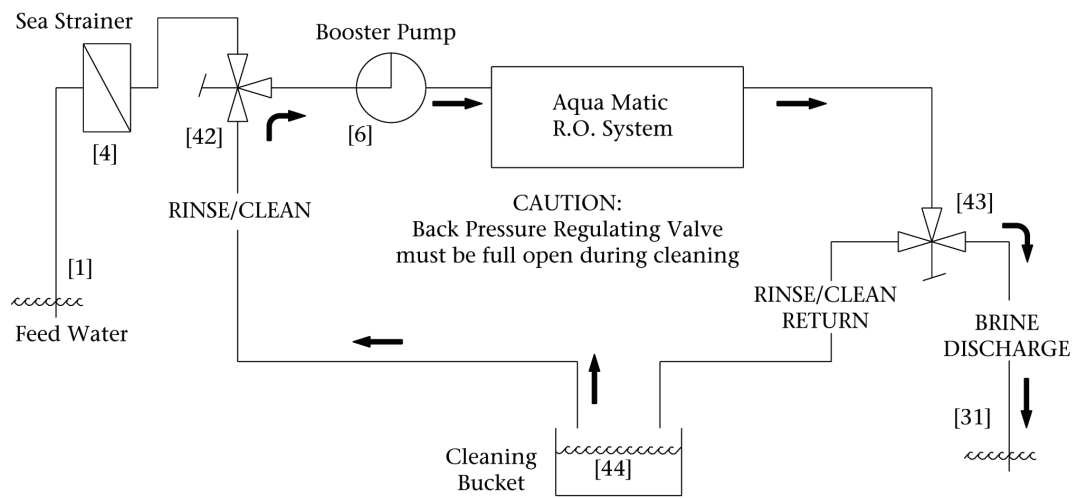 Sea Strainer
Booster Pump
Aqua Matic
R.O. System
[42]
[6]
[4]
RINSE/CLEAN
CAUTION:
Back Pressure Regulating Valve
must be full open during cleaning
[43]
[1]
Feed Water
RINSE/CLEAN
RETURN
BRINE
DISCHARGE
[31]
Cleaning
Bucket
[44]